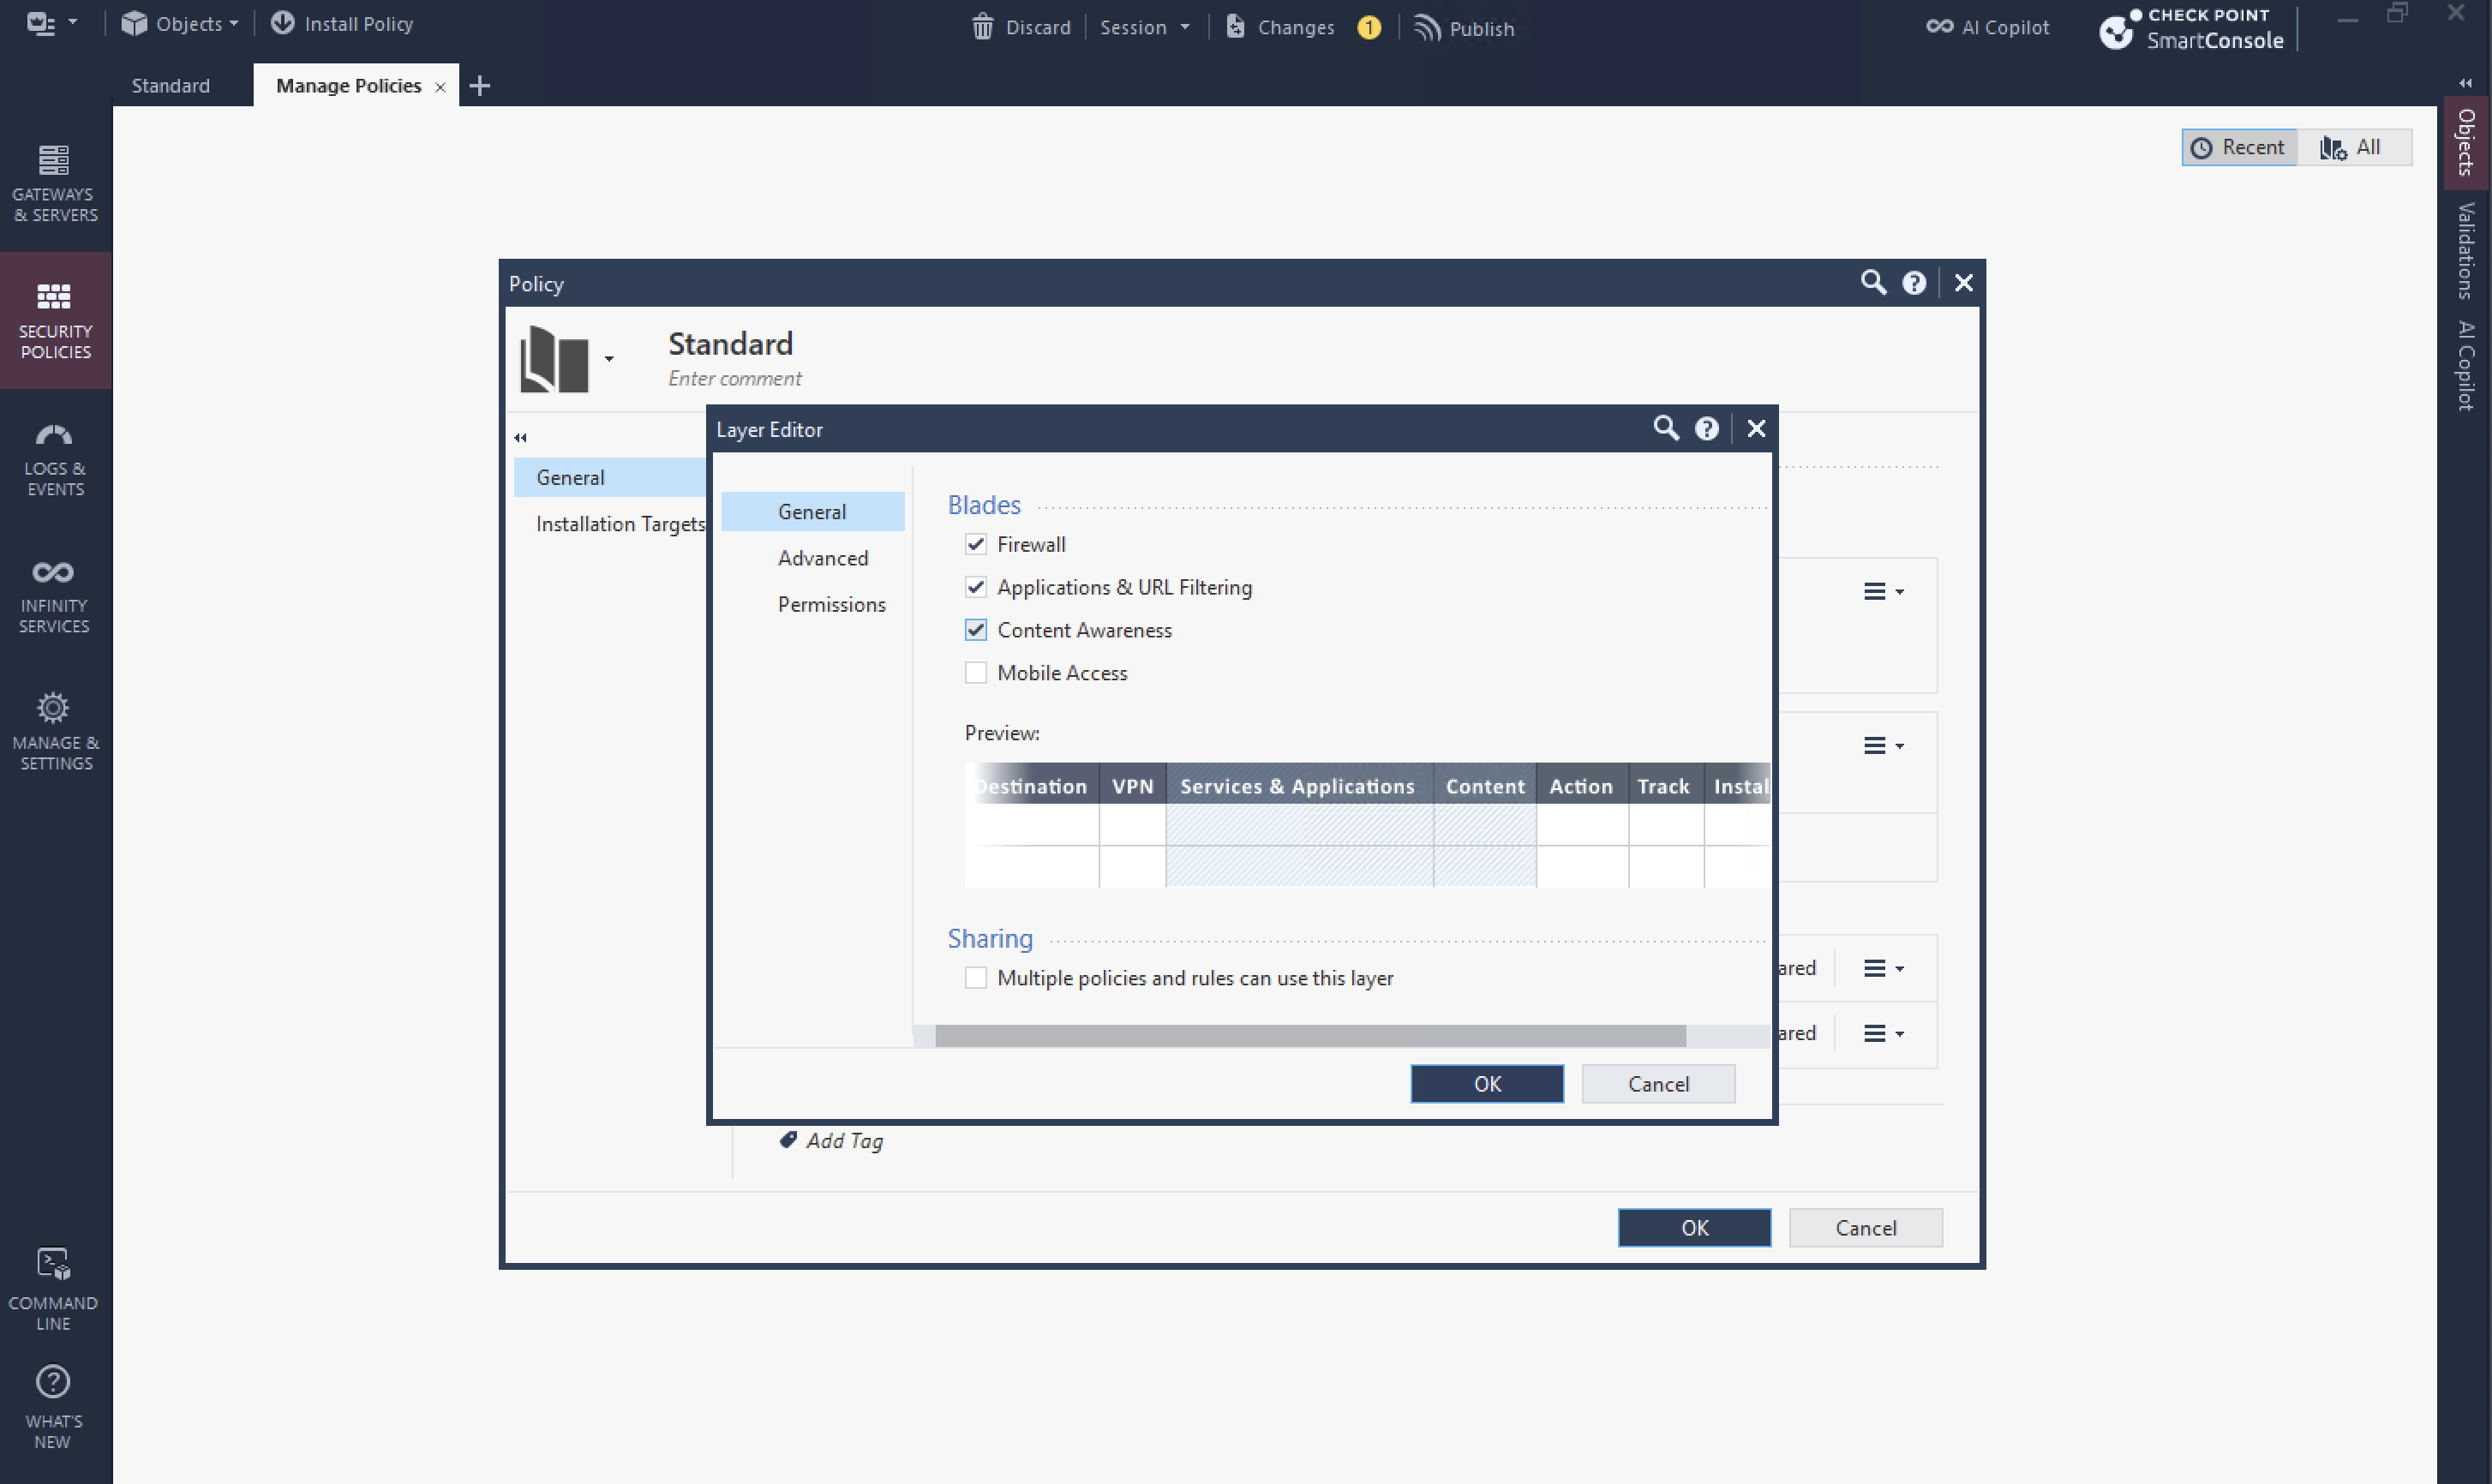 Objects
Install Policy
Discard
Session
Changes
1
Publish
AI Copilot
CHECK POINT
SmartConsole
Standard
Manage Policies
Recent
All
Objects
Validations
AI Copilot
GATEWAYS
& SERVERS
SECURITY
POLICIES
LOGS &
EVENTS
INFINITY
SERVICES
MANAGE &
SETTINGS
COMMAND
LINE
WHAT'S
NEW
Policy
Standard
Enter comment
General
Installation Targets
Layer Editor
General
Advanced
Permissions
Blades
Firewall
Applications & URL Filtering
Content Awareness
Mobile Access
Preview:
Destination VPN Services & Applications Content Action Track Instal
Sharing
Multiple policies and rules can use this layer
ared
ared
OK
Cancel
Add Tag
OK
Cancel